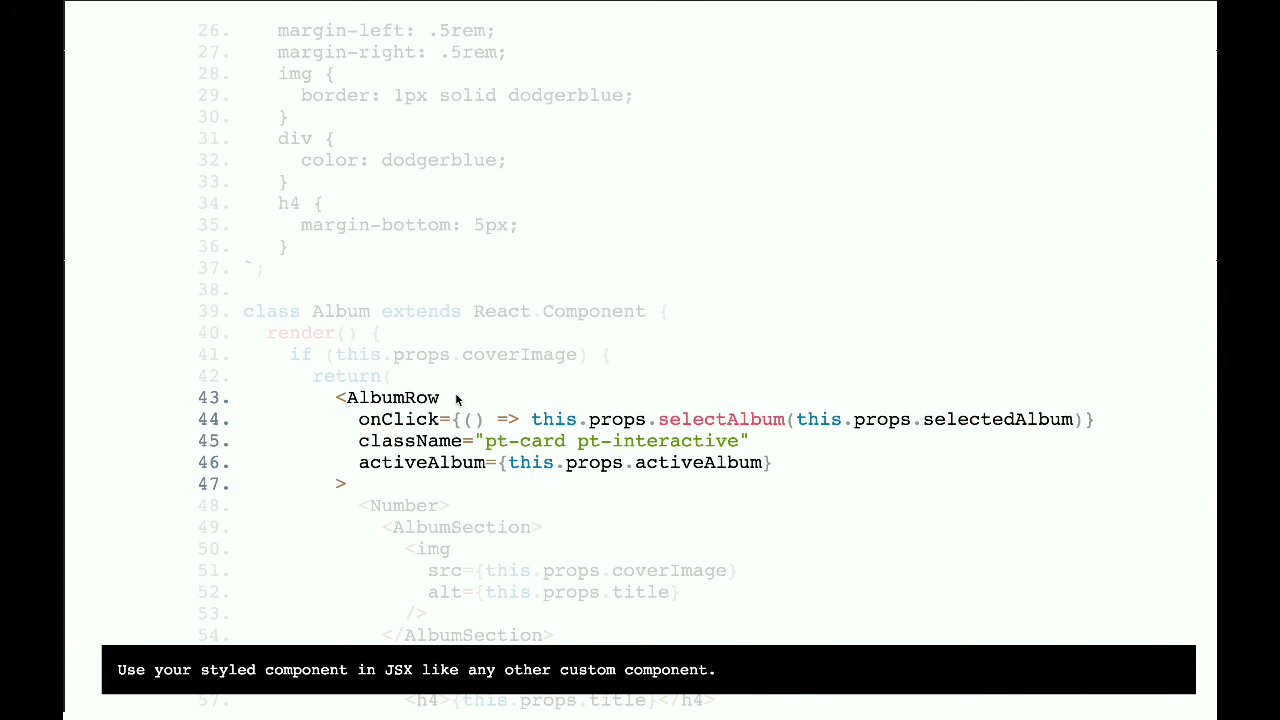 26. margin-left: .5rem;
27. margin-right: .5rem;
28. img {
29. border: 1px solid dodgerblue;
30. }
31. div {
32. color: dodgerblue;
33. }
34. h4 {
35. margin-bottom: 5px;
36. }
37. `;
38.
39. class Album extends React.Component {
40. render() {
41. if (this.props.coverImage) {
42. return(
43. <AlbumRow
44. onClick={() => this.props.selectAlbum(this.props.selectedAlbum)}
45. className="pt-card pt-interactive"
46. activeAlbum={this.props.activeAlbum}
47. >
48. <Number>
49. <AlbumSection>
50. <img
51. src={this.props.coverImage}
52. alt={this.props.title}
53. />
54. </AlbumSection>
Use your styled component in JSX like any other custom component.
57. <h4>{this.props.title}</h4>